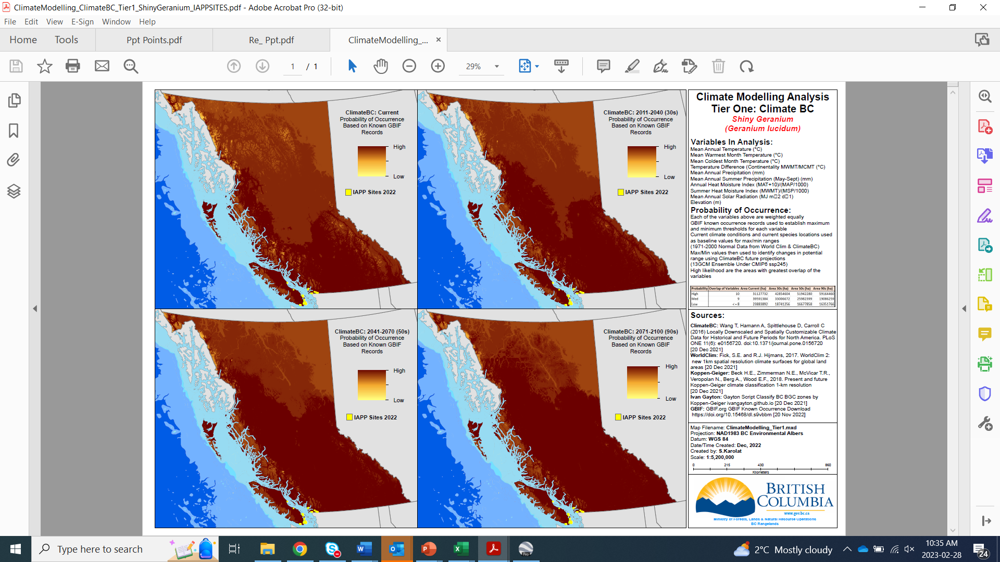 ClimateModelling_ClimateBC_Tier1_ShinyGeranium_IAPPSITES.pdf - Adobe Acrobat Pro (32-bit)
File Edit View E-Sign Window Help
Home Tools Ppt Points.pdf Re_ Ppt.pdf ClimateModelling_... ×
1 / 1 29%
ClimateBC: Current
Probability of Occurrence
Based on Known GBIF
Records
High
Low
IAPP Sites 2022
ClimateBC: 2011-2040 (30s)
Probability of Occurrence
Based on Known GBIF
Records
High
Low
IAPP Sites 2022
ClimateBC: 2041-2070 (50s)
Probability of Occurrence
Based on Known GBIF
Records
High
Low
IAPP Sites 2022
ClimateBC: 2071-2100 (90s)
Probability of Occurrence
Based on Known GBIF
Records
High
Low
IAPP Sites 2022
Climate Modelling Analysis
Tier One: Climate BC
Shiny Geranium
(Geranium lucidum)
Variables In Analysis:
Mean Annual Temperature (°C)
Mean Warmest Month Temperature (°C)
Mean Coldest Month Temperature (°C)
Temperature Difference (Continentality MWMT/MCMT (°C)
Mean Annual Precipitation (mm)
Mean Annual Summer Precipitation (May-Sept) (mm)
Annual Heat Moisture Index (MAT+10)/(MAP/1000)
Summer Heat Moisture Index (MWMT)/(MSP/1000)
Mean Annual Solar Radiation (MJ m□2 d□1)
Elevation (m)
Probability of Occurrence:
Each of the variables above are weighted equally
GBIF known occurrence records used to establish maximum
and minimum thresholds for each variable
Current climate conditions and current species locations used
as baseline values for max/min ranges
(1971-2000 Normal Data from World Clim & ClimateBC)
Max/Min values then used to identify changes in potential
range using ClimateBC future projections
(13GCM Ensemble Under CMIP6 ssp245)
High likelihood are the areas with greatest overlap of the
variables
Probability Overlap of Variables Area Current (ha) Area 30s (ha) Area 50s (ha) Area 90s (ha)
High 10 31127732 42854604 51942280 59164460
Med 9 39591384 33006672 25982399 19086259
Low <=8 23883892 18741256 16677858 16351766
Sources:
ClimateBC: Wang T, Hamann A, Spittlehouse D, Carroll C
(2016) Locally Downscaled and Spatially Customizable Climate
Data for Historical and Future Periods for North America. PLoS
ONE 11(6): e0156720. doi:10.1371/journal.pone.0156720
[20 Dec 2021]
WorldClim: Fick, S.E. and R.J. Hijmans, 2017. WorldClim 2:
new 1km spatial resolution climate surfaces for global land
areas [20 Dec 2021]
Koppen-Geiger: Beck H.E., Zimmerman N.E., McVicar T.R.,
Veropolan N., Berg A., Wood E.F., 2018. Present and future
Koppen-Geiger climate classification 1-km resolution
[20 Dec 2021]
Ivan Gayton: Gayton Script Classify BC BGC zones by
Koppen-Geiger ivangayton.github.io [20 Dec 2021]
GBIF: GBIF.org GBIF Known Occurrence Download
https://doi.org/10.15468/dl.s9vbbm [20 Nov 2022]
Map Filename: ClimateModelling_Tier1.mxd
Projection: NAD1983 BC Environmental Albers
Datum: WGS 84
Date/Time Created: Dec, 2022
Created by: S.Karolat
Scale: 1:5,200,000
0 215 430 860
Kilometers
BRITISH
COLUMBIA
www.gov.bc.ca
Ministry of Forests, Lands & Natural Resource Operations
BC Rangelands
Type here to search
Pro
2°C Mostly cloudy
10:35 AM
2023-02-28
24